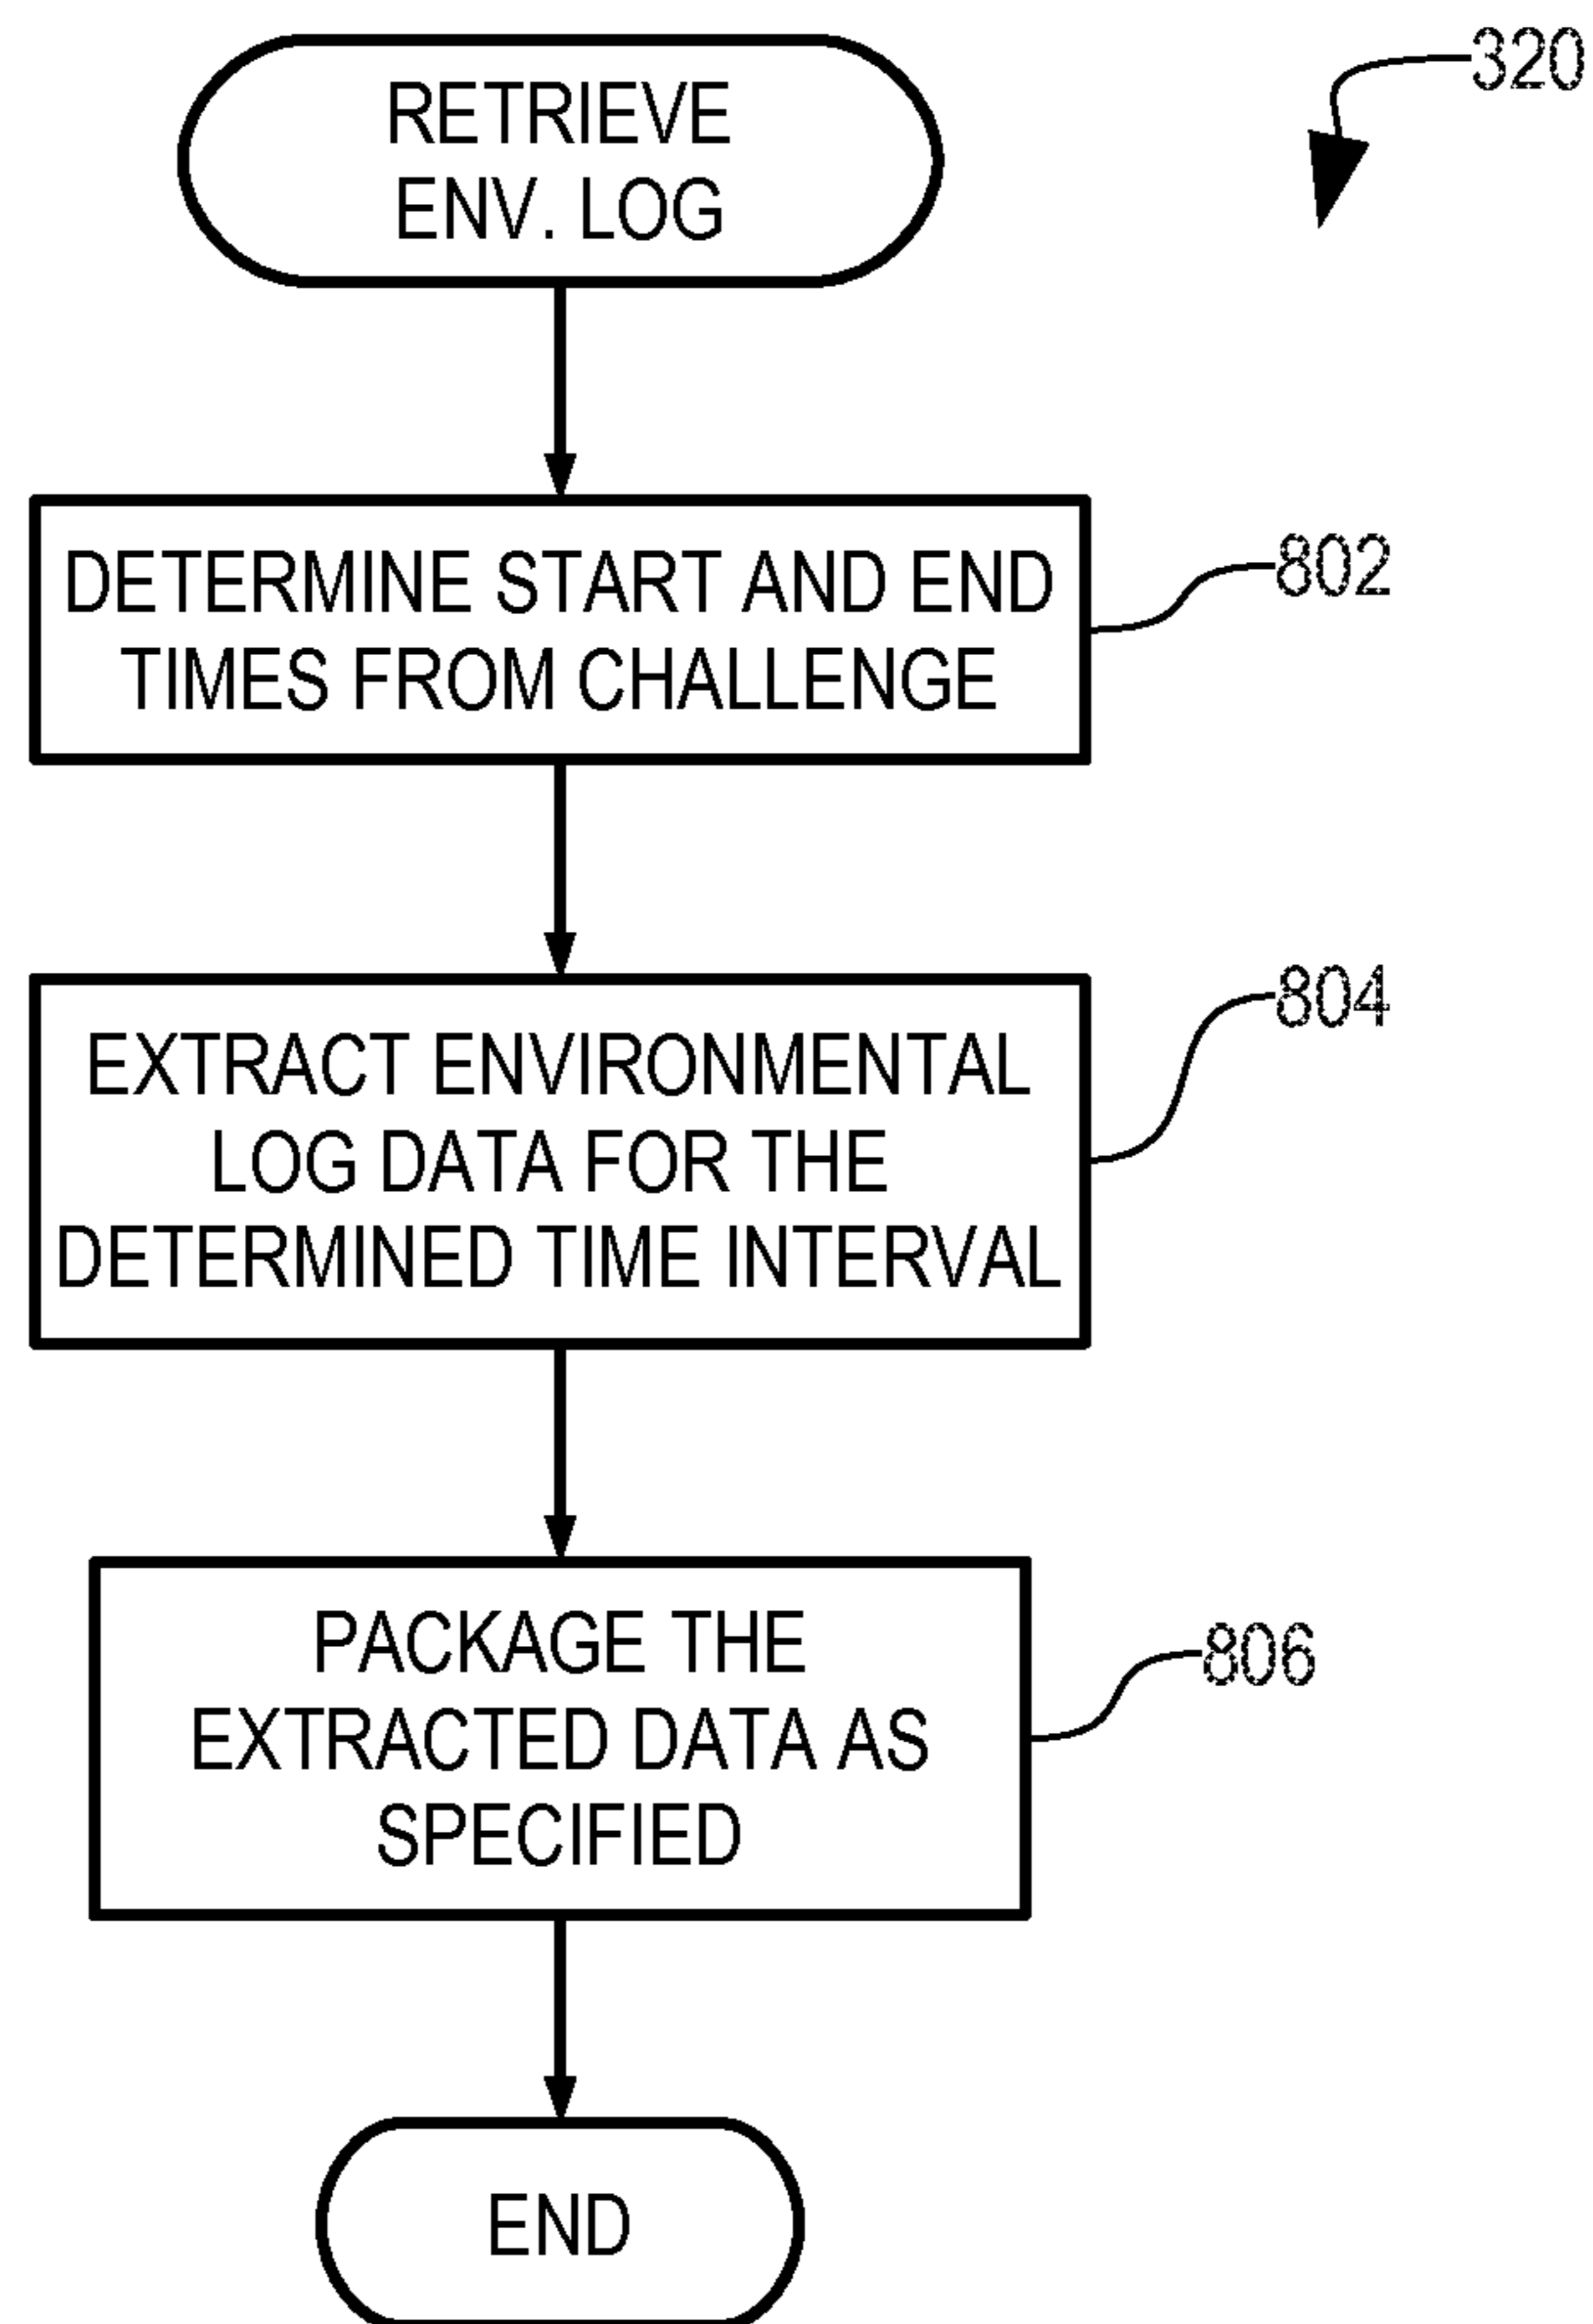 RETRIEVE
ENV. LOG
320
DETERMINE START AND END
TIMES FROM CHALLENGE
802
EXTRACT ENVIRONMENTAL
LOG DATA FOR THE
DETERMINED TIME INTERVAL
804
PACKAGE THE
EXTRACTED DATA AS
SPECIFIED
806
END